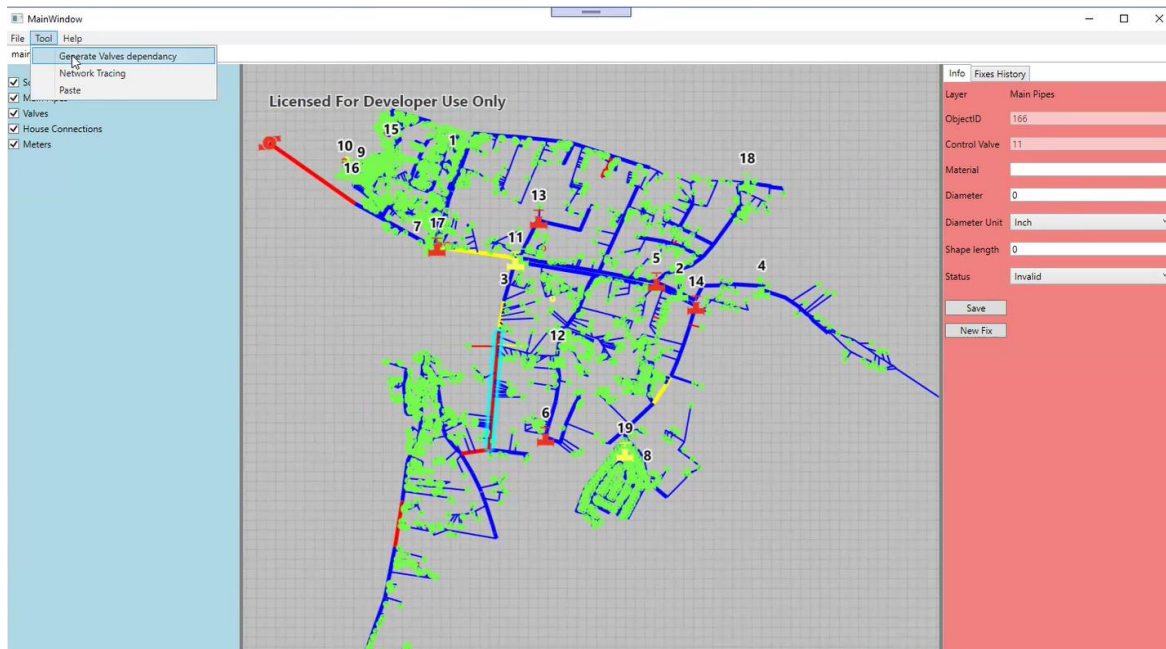 MainWindow
File Tool Help
Generate Valves dependancy
Network Tracing
Paste
Valves
House Connections
Meters
Licensed For Developer Use Only
15
1
10
9
16
18
13
7
17
11
5
2
4
3
14
12
6
19
8
Info Fixes History
Layer Main Pipes
ObjectID 166
Control Valve 11
Material
Diameter 0
Diameter Unit Inch
Shape length 0
Status Invalid
Save
New Fix